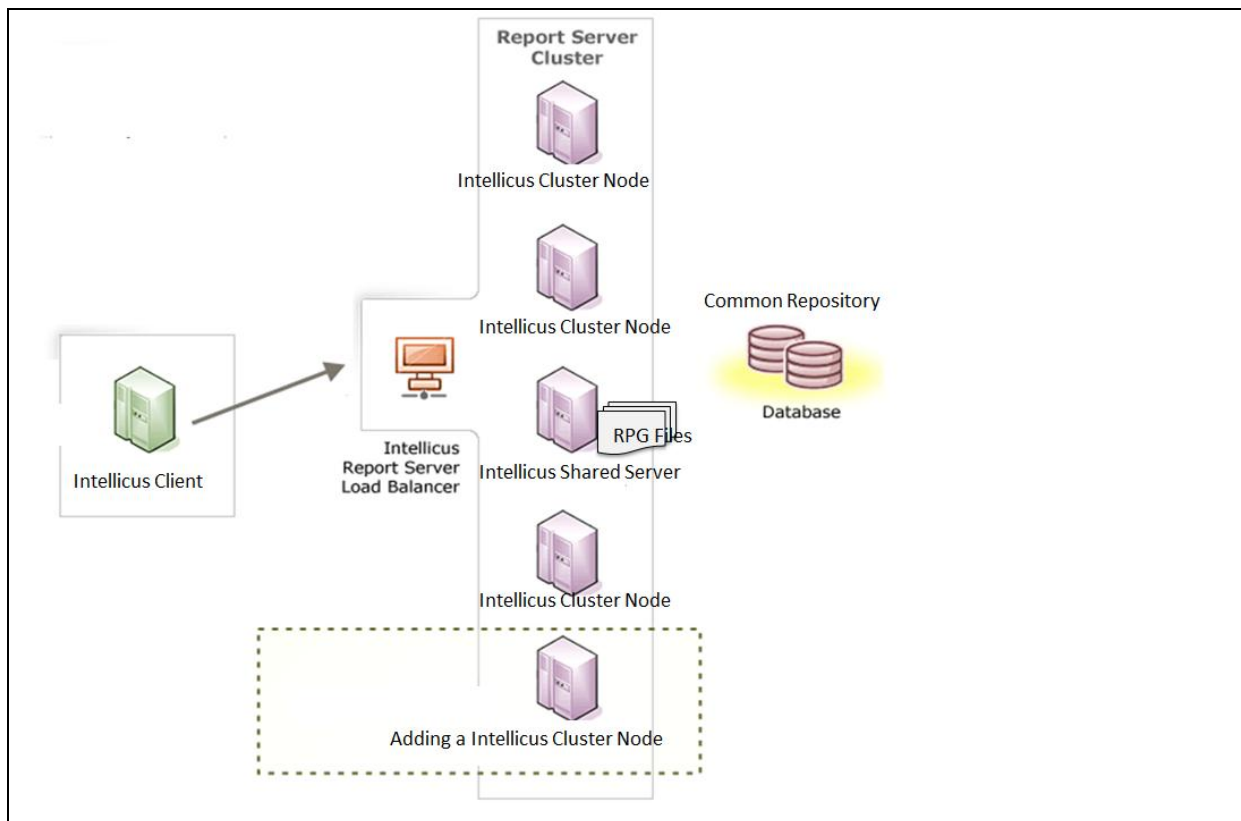 Report Server
Cluster
Intellicus Cluster Node
Intellicus Cluster Node
Common Repository
Database
RPG Files
Intellicus Shared Server
Intellicus
Report Server
Load Balancer
Intellicus Client
Intellicus Cluster Node
Adding a Intellicus Cluster Node